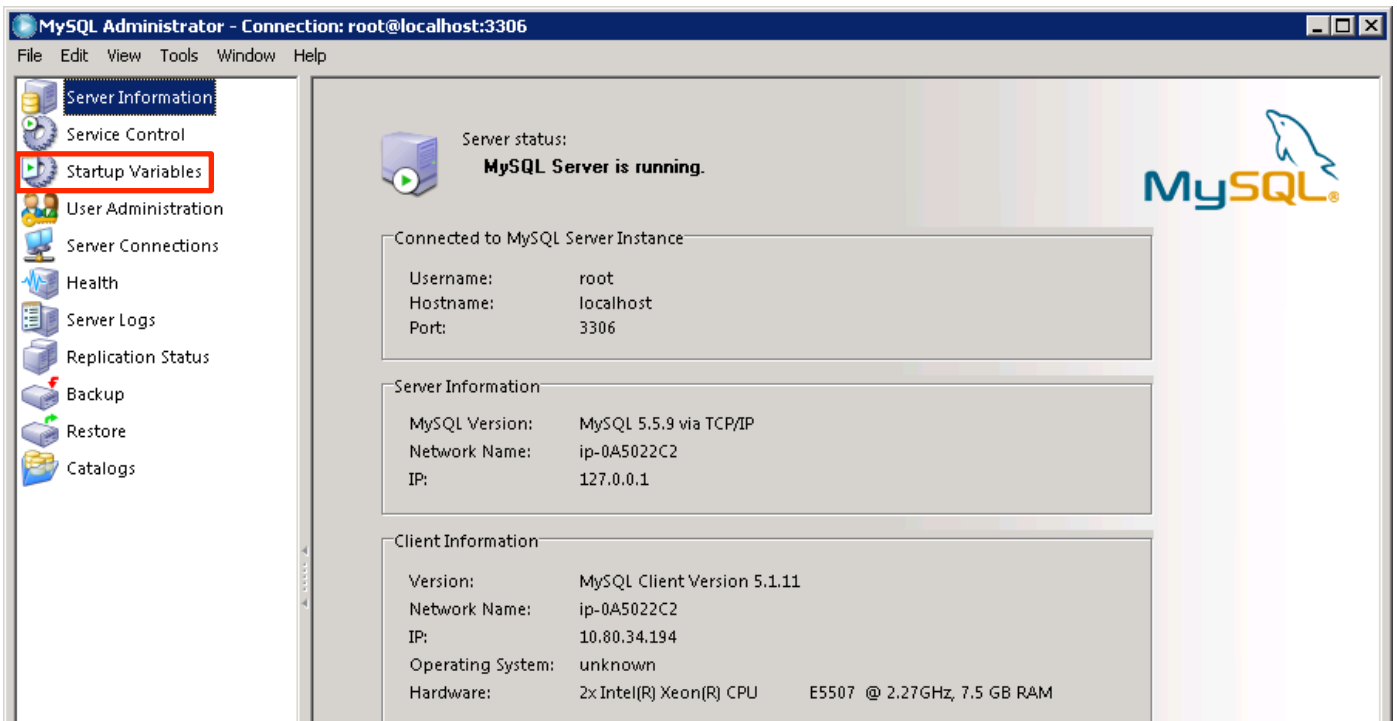 MySQL Administrator - Connection: root@localhost:3306
File Edit View Tools Window Help
Server Information
Service Control
Startup Variables
User Administration
Server Connections
Health
Server Logs
Replication Status
Backup
Restore
Catalogs
Server status:
MySQL Server is running.
MySQL®
Connected to MySQL Server Instance
Username: root
Hostname: localhost
Port: 3306
Server Information
MySQL Version: MySQL 5.5.9 via TCP/IP
Network Name: ip-0A5022C2
IP: 127.0.0.1
Client Information
Version: MySQL Client Version 5.1.11
Network Name: ip-0A5022C2
IP: 10.80.34.194
Operating System: unknown
Hardware: 2x Intel(R) Xeon(R) CPU E5507 @ 2.27GHz, 7.5 GB RAM